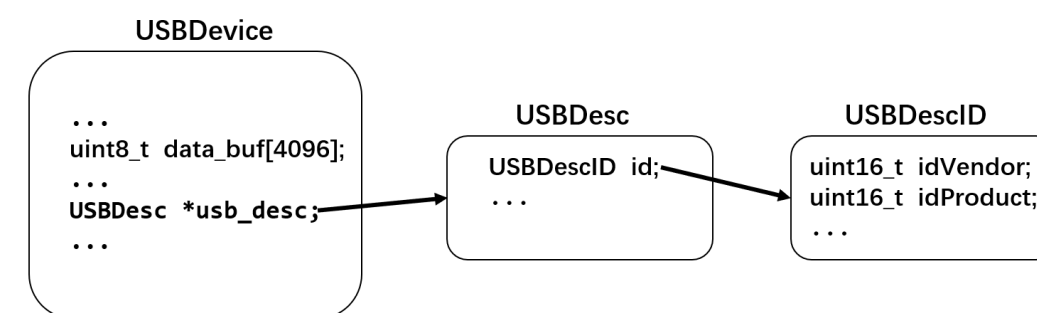 USBDevice
...
uint8_t data_buf[4096];
...
USBDesc *usb_desc;
...
USBDesc
USBDescID id;
...
USBDescID
uint16_t idVendor;
uint16_t idProduct;
...